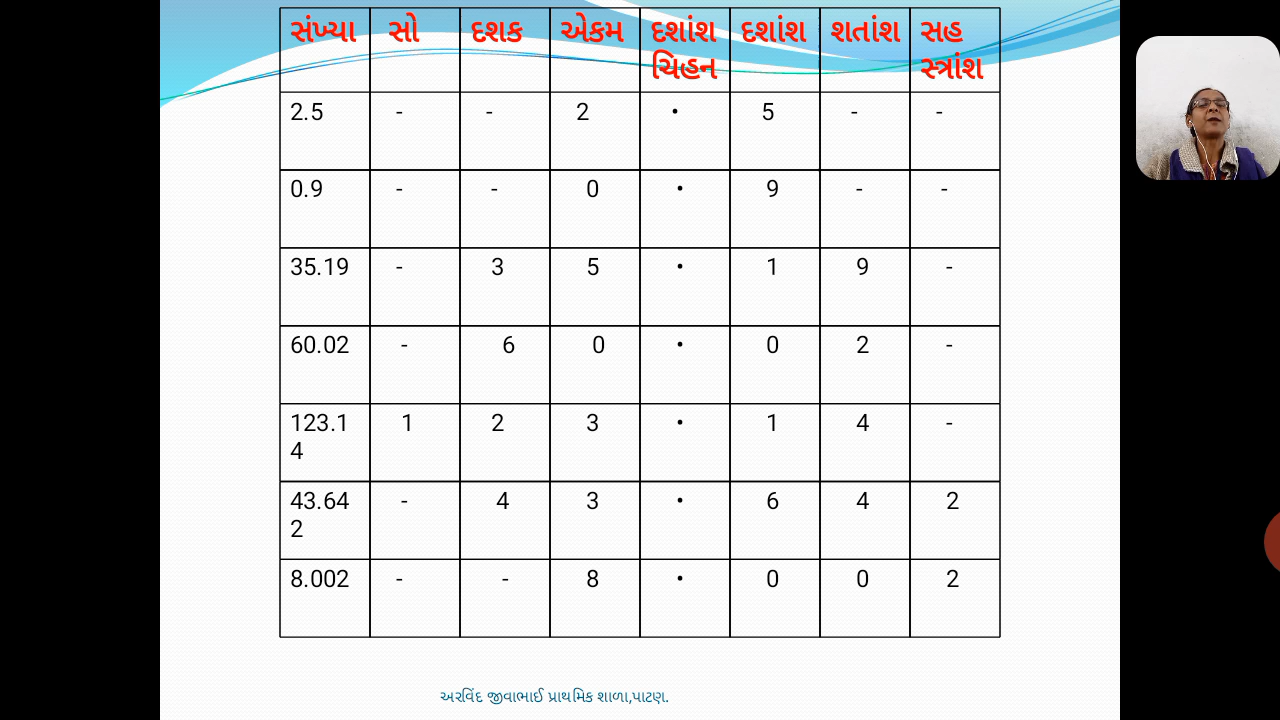 સંખ્યા સો દશક એકમ દશાંશ ચિહન દશાંશ શતાંશ સહ સ્ત્રાંશ
2.5 - - 2 • 5 - -
0.9 - - 0 • 9 - -
35.19 - 3 5 • 1 9 -
60.02 - 6 0 • 0 2 -
123.14 1 2 3 • 1 4 -
43.642 - 4 3 • 6 4 2
8.002 - - 8 • 0 0 2
અરવિંદ જીવાભાઈ પ્રાથમિક શાળા,પાટણ.